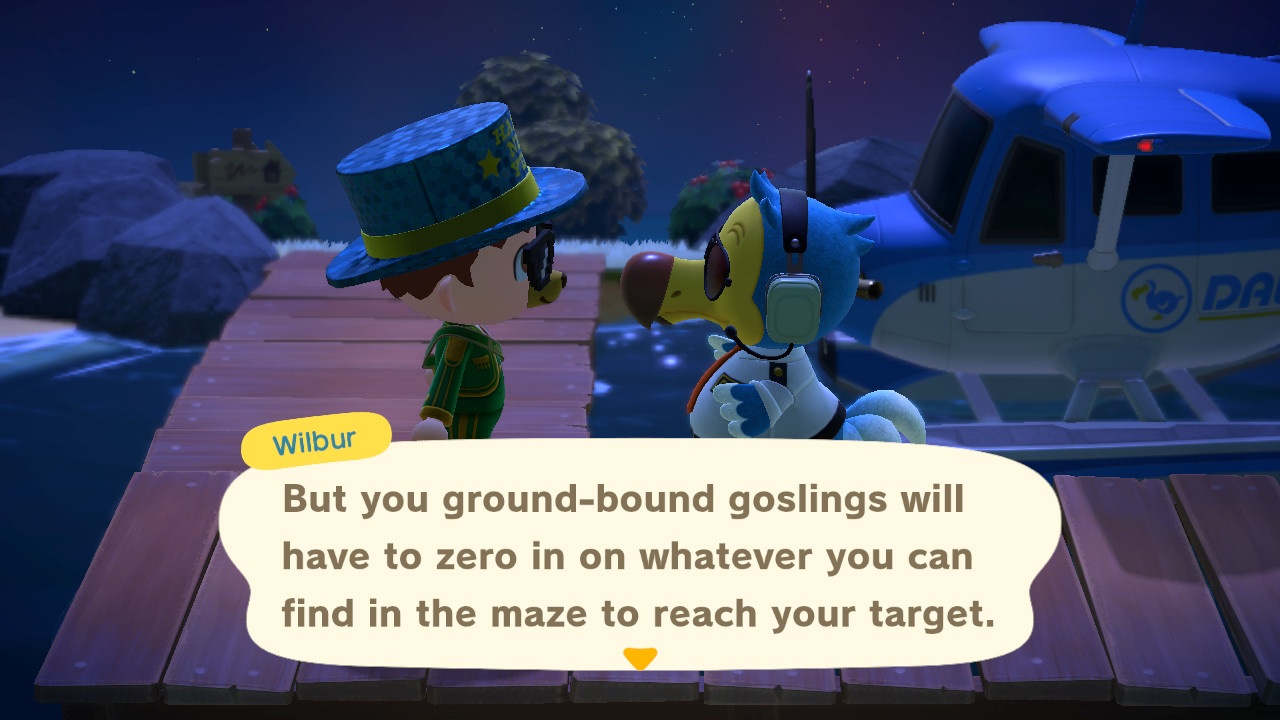 Wilbur
But you ground-bound goslings will
have to zero in on whatever you can
find in the maze to reach your target.